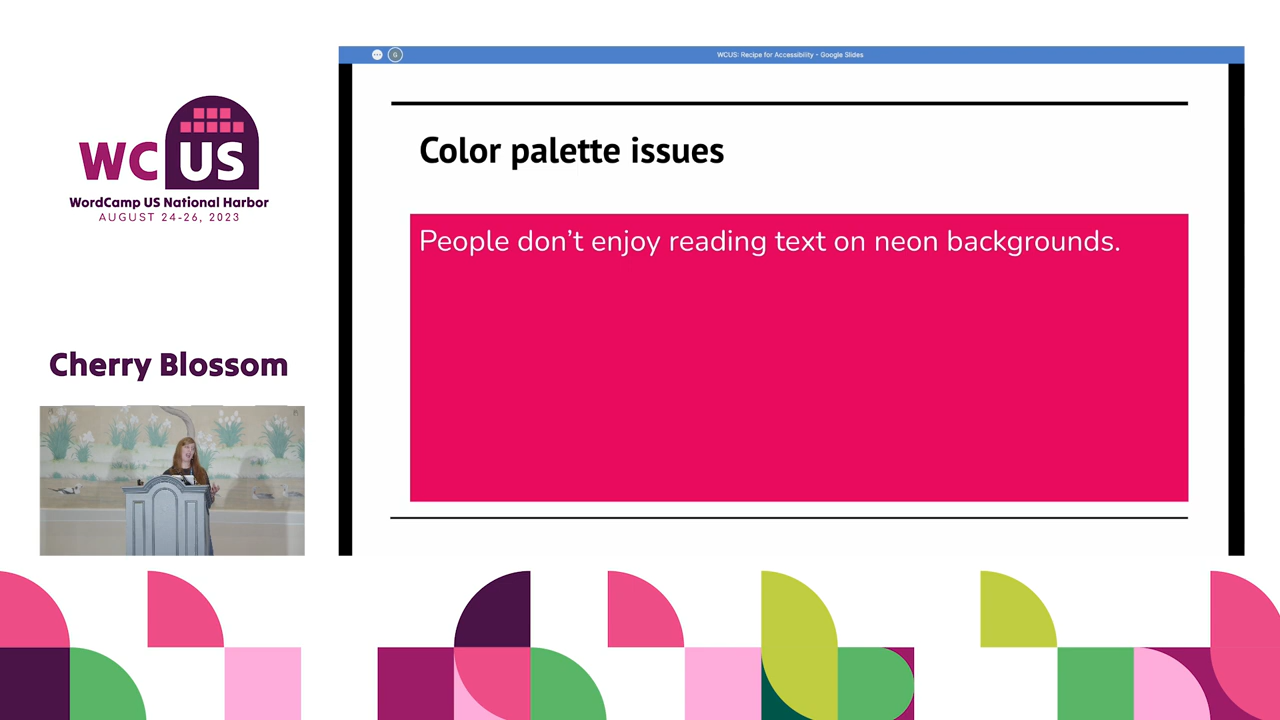 WCUS: Recipe for Accessibility - Google Slides
G
WC US
WordCamp US National Harbor
AUGUST 24-26, 2023
Color palette issues
People don't enjoy reading text on neon backgrounds.
Cherry Blossom